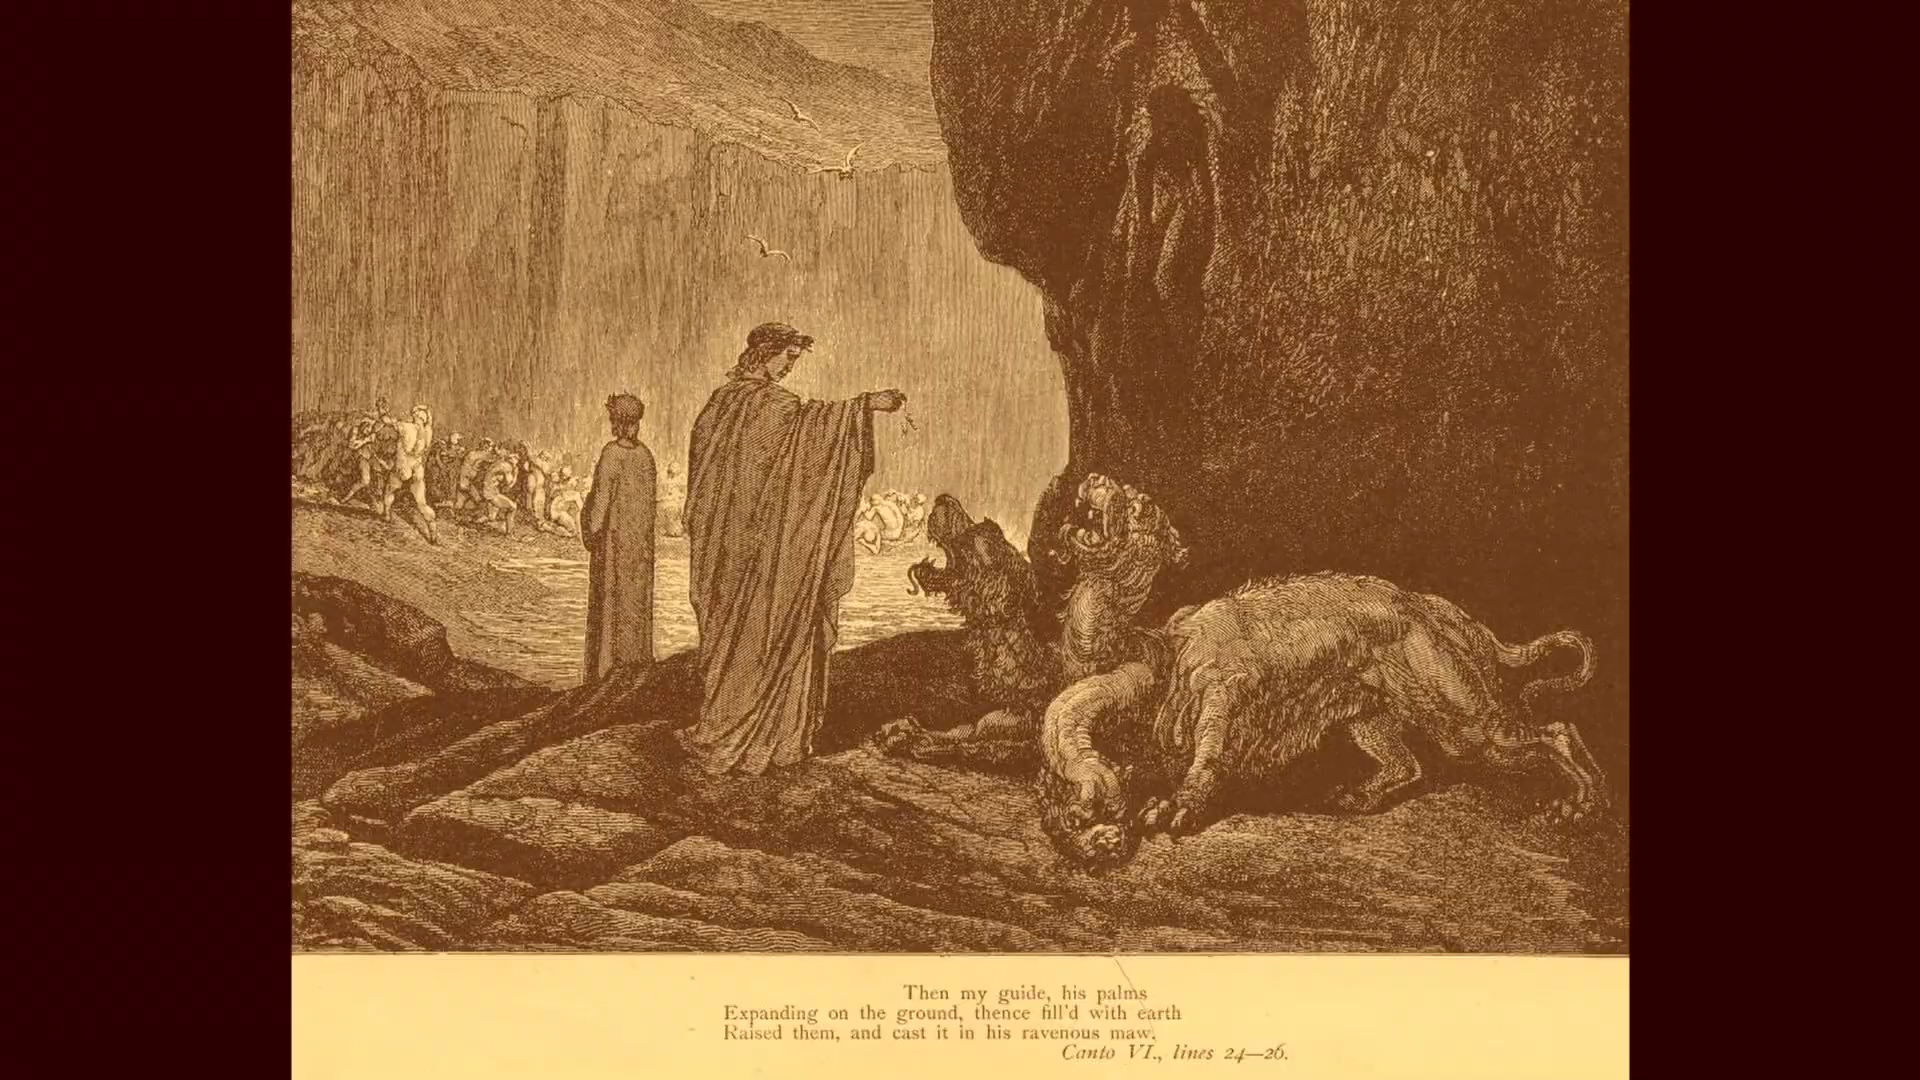 Then my guide, his palms
Expanding on the ground, thence fill'd with earth
Raised them, and cast it in his ravenous maw.
Canto VI., lines 24—26.